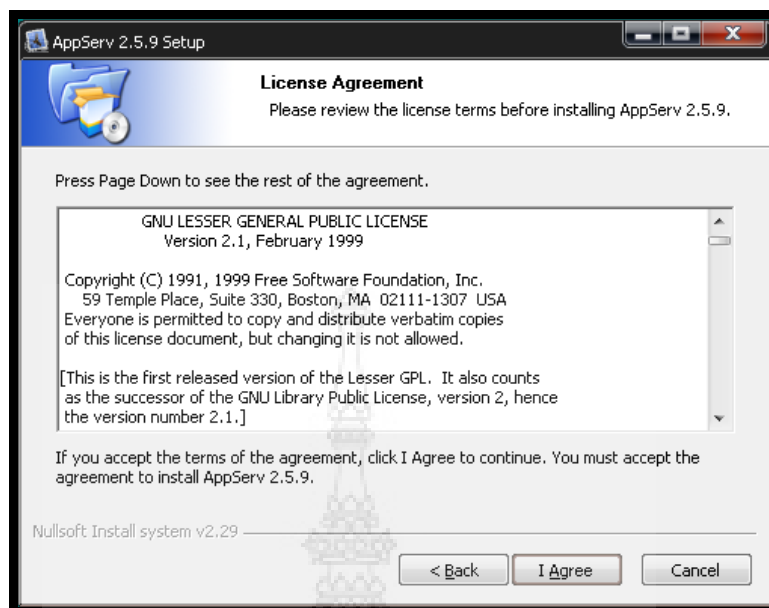 AppServ 2.5.9 Setup
License Agreement
Please review the license terms before installing AppServ 2.5.9.
Press Page Down to see the rest of the agreement.
GNU LESSER GENERAL PUBLIC LICENSE
Version 2.1, February 1999
Copyright (C) 1991, 1999 Free Software Foundation, Inc.
59 Temple Place, Suite 330, Boston, MA  02111-1307  USA
Everyone is permitted to copy and distribute verbatim copies
of this license document, but changing it is not allowed.
[This is the first released version of the Lesser GPL.  It also counts
as the successor of the GNU Library Public License, version 2, hence
the version number 2.1.]
If you accept the terms of the agreement, click I Agree to continue. You must accept the
agreement to install AppServ 2.5.9.
Nullsoft Install system v2.29
< Back
I Agree
Cancel